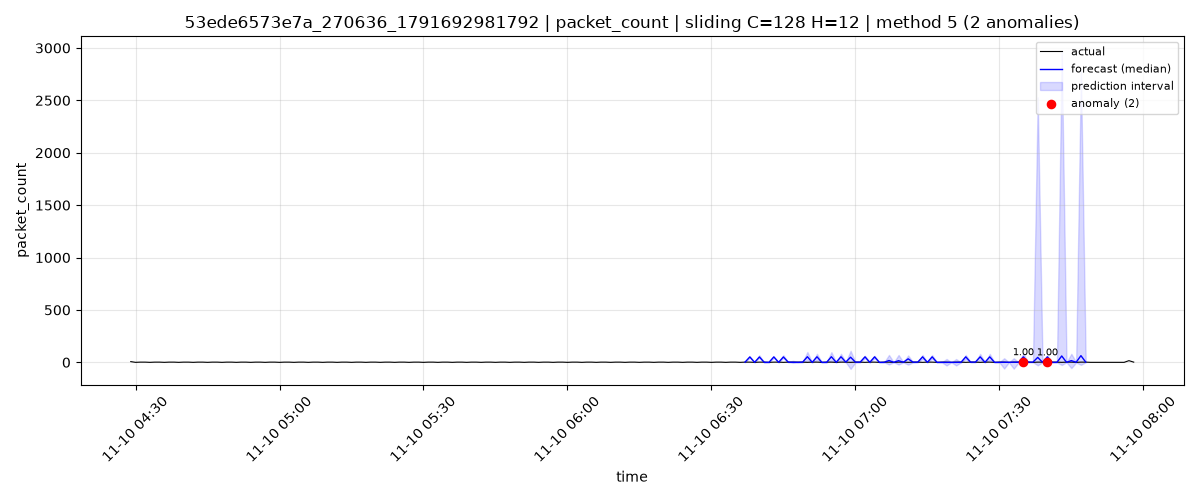 53ede6573e7a_270636_1791692981792 | packet_count | sliding C=128 H=12 | method 5 (2 anomalies)
packet_count
3000
2500
2000
1500
1000
500
0
actual
forecast (median)
prediction interval
anomaly (2)
1.00 1.00
11-10 04:30
11-10 05:00
11-10 05:30
11-10 06:00
11-10 06:30
11-10 07:00
11-10 07:30
11-10 08:00
time